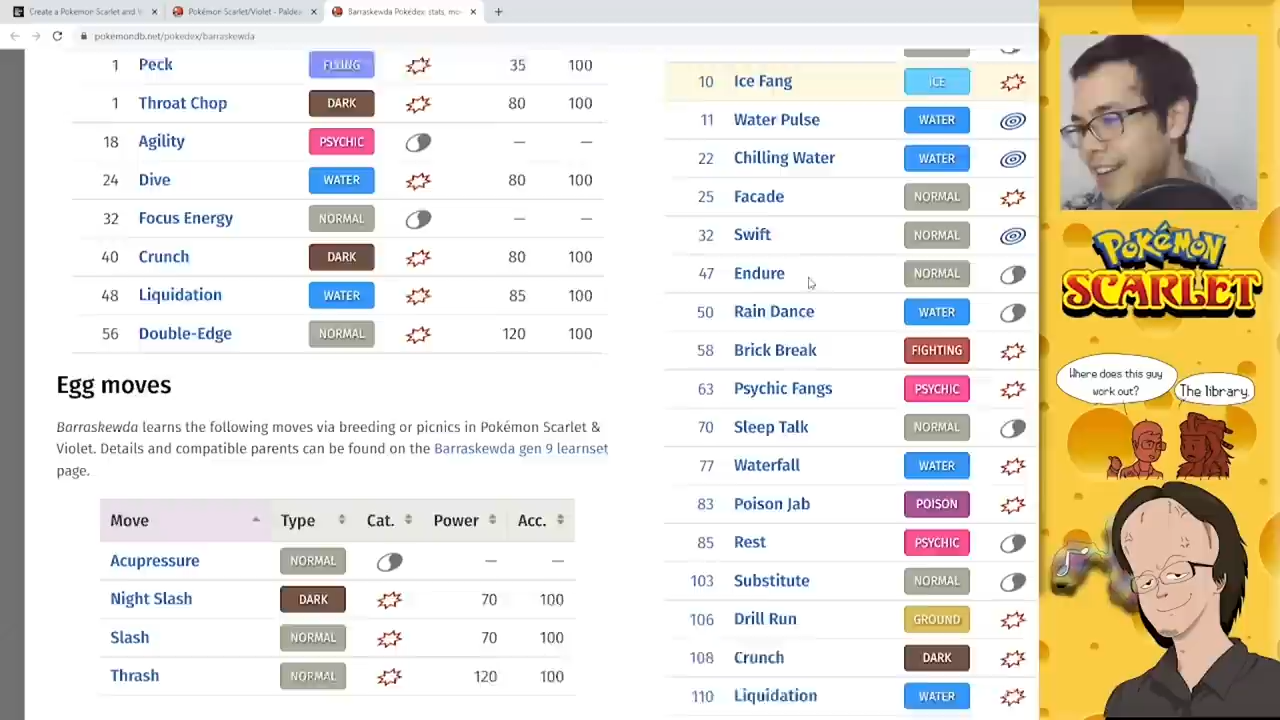 Create a Pokemon Scarlet and V
Pokémon Scarlet/Violet - Paldea
Barraskewda Pokédex: stats, mo
pokemondb.net/pokedex/barraskewda
1 Peck FLYING 35 100
1 Throat Chop DARK 80 100
18 Agility PSYCHIC — —
24 Dive WATER 80 100
32 Focus Energy NORMAL — —
40 Crunch DARK 80 100
48 Liquidation WATER 85 100
56 Double-Edge NORMAL 120 100
Egg moves
Barraskewda learns the following moves via breeding or picnics in Pokémon Scarlet &
Violet. Details and compatible parents can be found on the Barraskewda gen 9 learnset
page.
Move Type Cat. Power Acc.
Acupressure NORMAL — —
Night Slash DARK 70 100
Slash NORMAL 70 100
Thrash NORMAL 120 100
NORMAL
10 Ice Fang ICE
11 Water Pulse WATER
22 Chilling Water WATER
25 Facade NORMAL
32 Swift NORMAL
47 Endure NORMAL
50 Rain Dance WATER
58 Brick Break FIGHTING
63 Psychic Fangs PSYCHIC
70 Sleep Talk NORMAL
77 Waterfall WATER
83 Poison Jab POISON
85 Rest PSYCHIC
103 Substitute NORMAL
106 Drill Run GROUND
108 Crunch DARK
110 Liquidation WATER
POKÉMON
SCARLET
Where does this guy
work out?
The library.